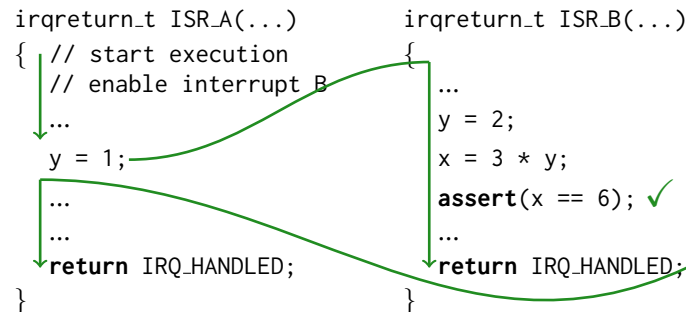 irqreturn_t ISR_A(...)
{ // start execution
// enable interrupt B
...
y = 1;
...
...
return IRQ_HANDLED;
}
irqreturn_t ISR_B(...)
{
...
y = 2;
x = 3 * y;
assert(x == 6); ✓
...
return IRQ_HANDLED;
}